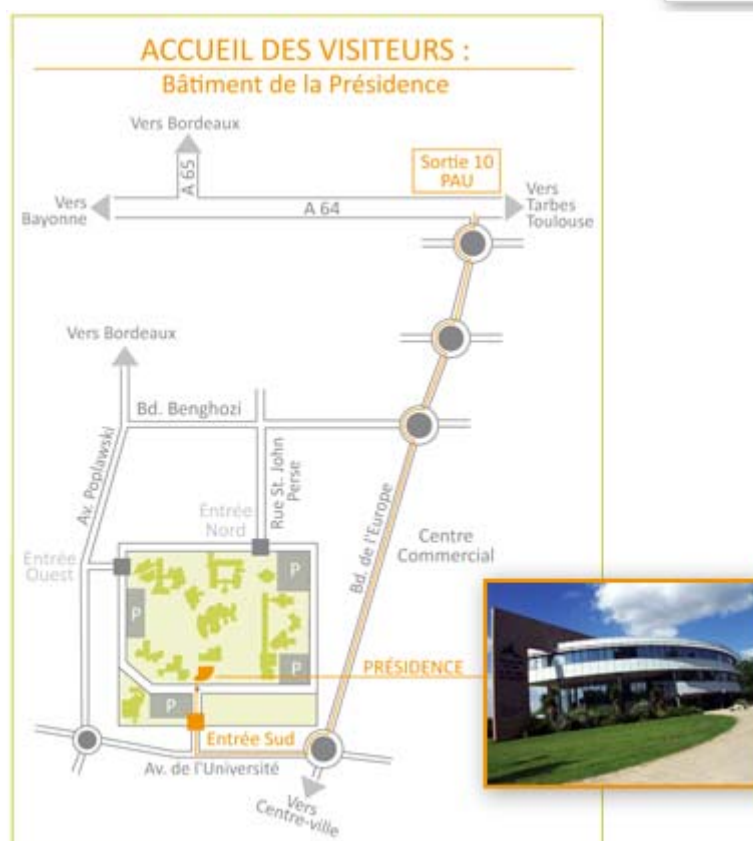 ACCUEIL DES VISITEURS :
Bâtiment de la Présidence
Vers Bordeaux
A 65
Sortie 10
PAU
Vers
Bayonne
A 64
Vers
Tarbes
Toulouse
Vers Bordeaux
Bd. Benghozi
Av. Poplawski
Rue St. John
Perse
Entrée
Nord
Bd. de l'Europe
Centre
Commercial
Entrée
Ouest
P
P
P
PRÉSIDENCE
P
Entrée Sud
Av. de l'Université
Vers
Centre-ville